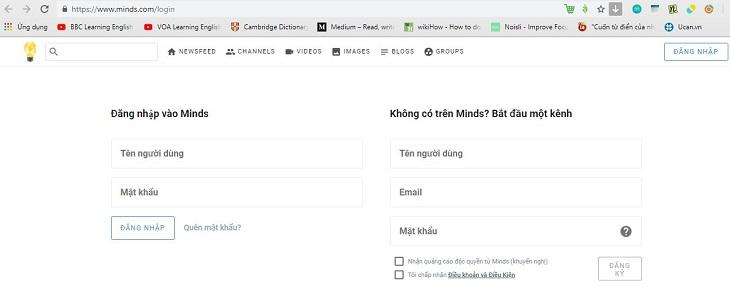 https://www.minds.com/login
Ứng dụng BBC Learning English VOA Learning English Cambridge Dictionary Medium – Read, write wikiHow - How to do Noisli - Improve Focu "Cuốn từ điển của nh Ucan.vn
NEWSFEED CHANNELS VIDEOS IMAGES BLOGS GROUPS ĐĂNG NHẬP
Đăng nhập vào Minds
Tên người dùng
Mật khẩu
ĐĂNG NHẬP Quên mật khẩu?
Không có trên Minds? Bắt đầu một kênh
Tên người dùng
Email
Mật khẩu ?
Nhận quảng cáo độc quyền từ Minds (khuyến nghị)
Tôi chấp nhận Điều khoản và Điều Kiện
ĐĂNG
KÝ